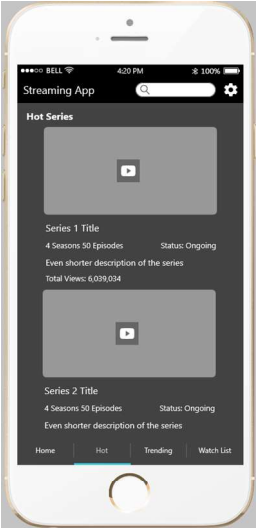 BELL 4:20 PM 100%
Streaming App
Hot Series
Series 1 Title
4 Seasons 50 Episodes Status: Ongoing
Even shorter description of the series
Total Views: 6,039,034
Series 2 Title
4 Seasons 50 Episodes Status: Ongoing
Even shorter description of the series
Home Hot Trending Watch List